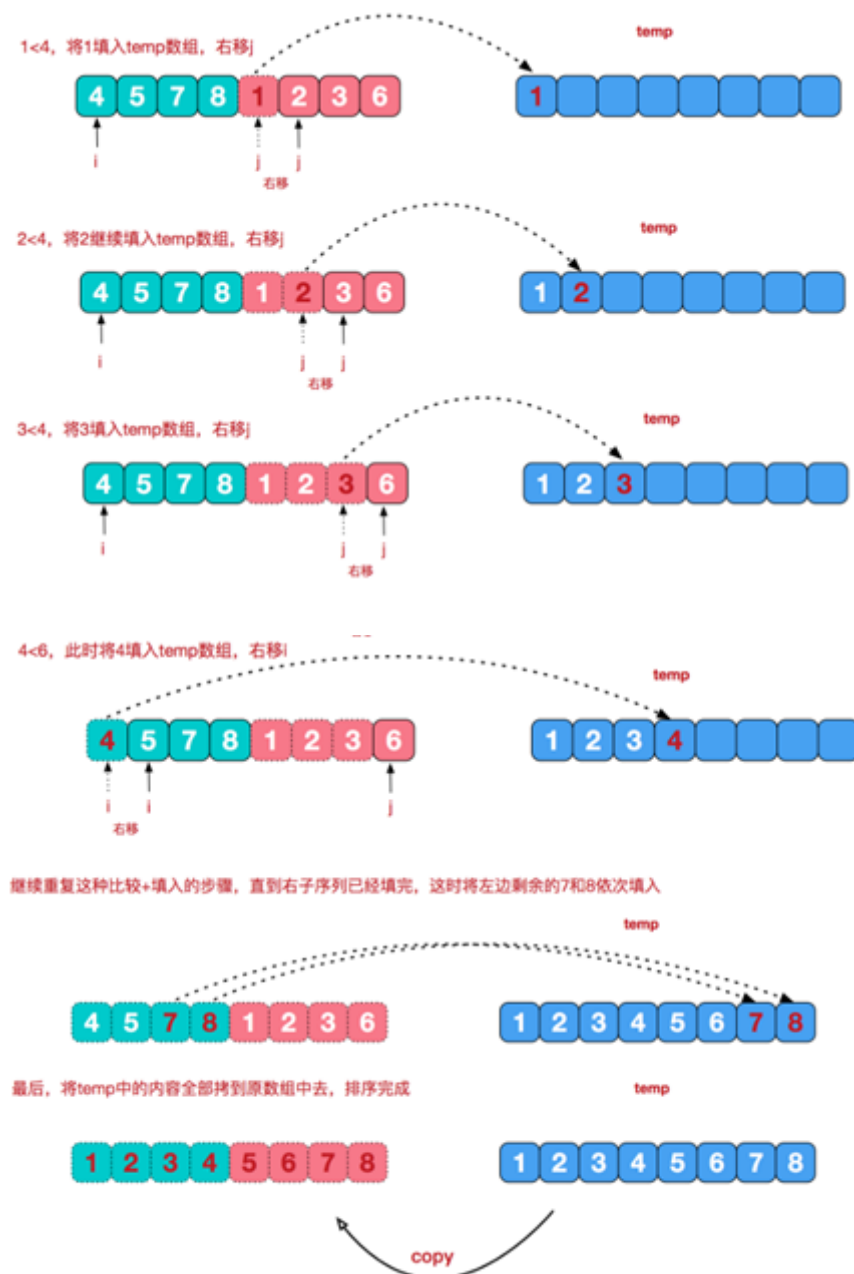 temp
1<4，将1填入temp数组，右移j
4 5 7 8 1 2 3 6
1
i j j
右移
temp
2<4，将2继续填入temp数组，右移j
4 5 7 8 1 2 3 6
1 2
i j j
右移
temp
3<4，将3填入temp数组，右移j
4 5 7 8 1 2 3 6
1 2 3
i j j
右移
4<6，此时将4填入temp数组，右移i
temp
4 5 7 8 1 2 3 6
1 2 3 4
i i j
右移
继续重复这种比较+填入的步骤，直到右子序列已经填完，这时将左边剩余的7和8依次填入
temp
4 5 7 8 1 2 3 6
1 2 3 4 5 6 7 8
最后，将temp中的内容全部拷到原数组中去，排序完成
temp
1 2 3 4 5 6 7 8
1 2 3 4 5 6 7 8
copy